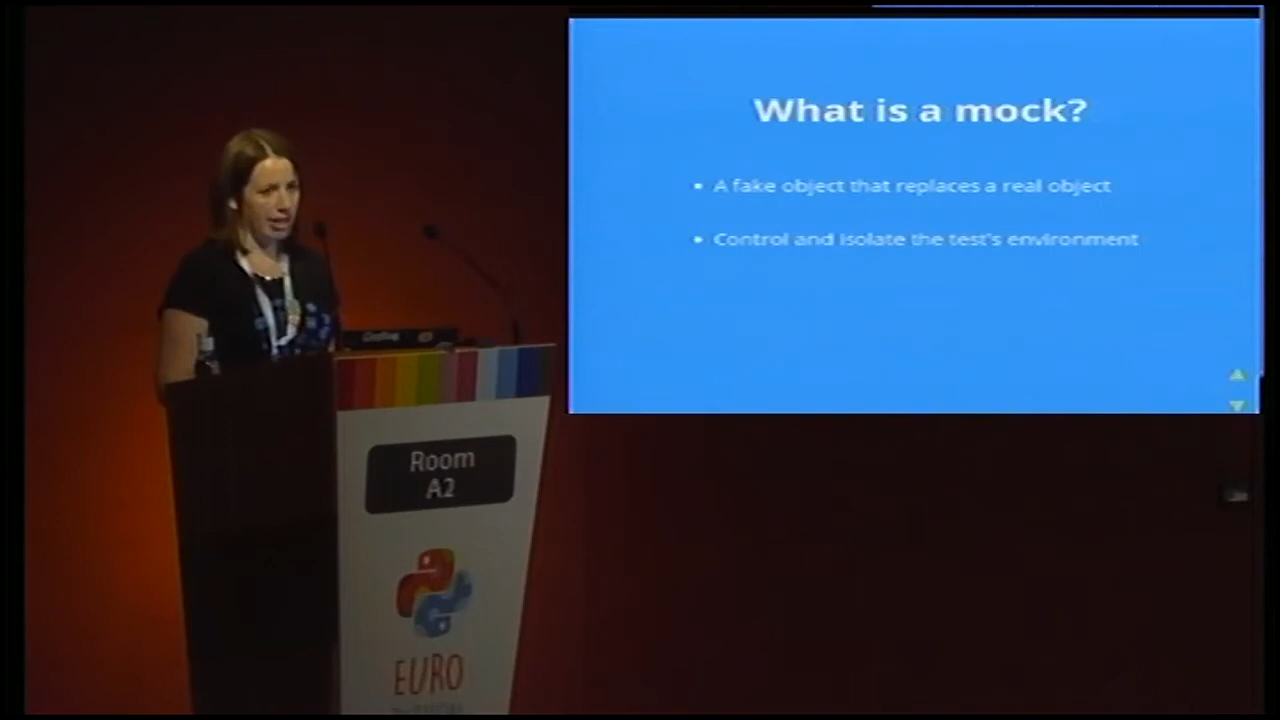 What is a mock?
• A fake object that replaces a real object
• Control and isolate the test's environment
Room
A2
EURO